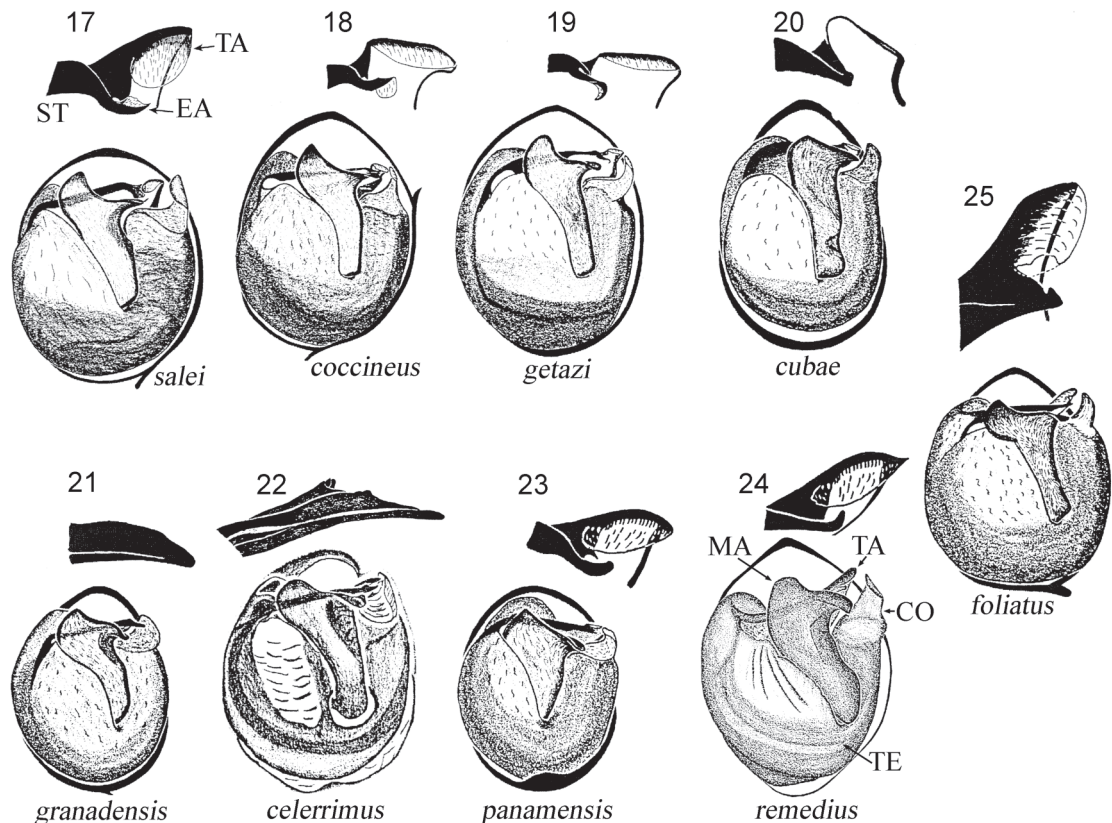 17
18
19
20
TA
ST
EA
salei
coccineus
getazi
cubae
25
21
22
23
24
MA
TA
CO
foliatus
TE
granadensis
celerrimus
panamensis
remedius